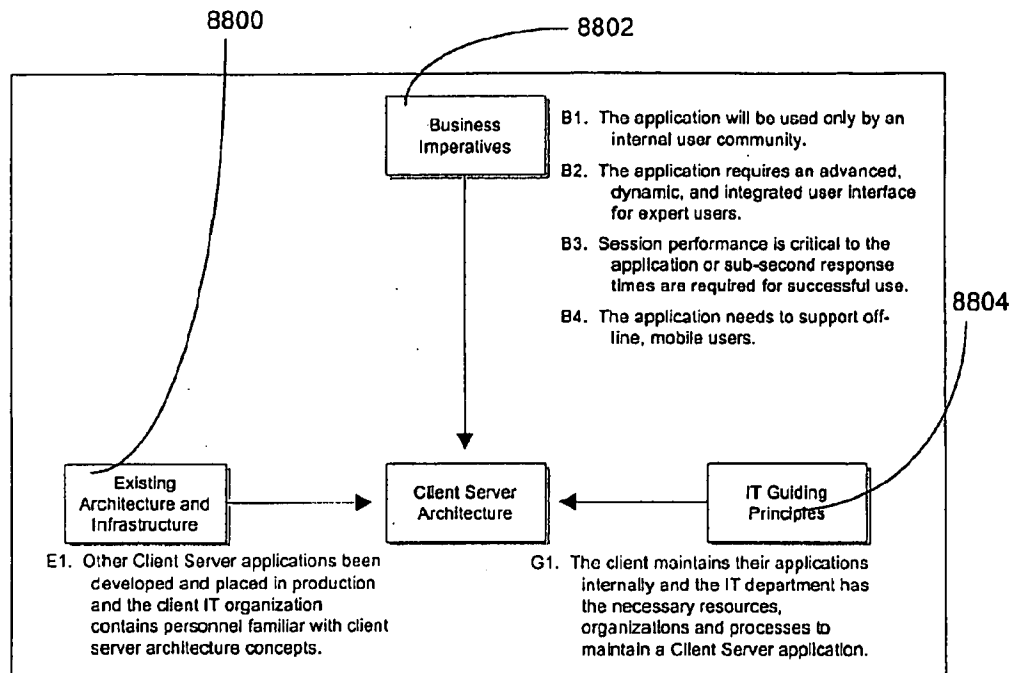 8800
8802
Business
Imperatives
B1. The application will be used only by an
internal user community.
B2. The application requires an advanced,
dynamic, and integrated user interface
for expert users.
B3. Session performance is critical to the
application or sub-second response
times are required for successful use.
B4. The application needs to support off-
line, mobile users.
8804
Existing
Architecture and
Infrastructure
Client Server
Architecture
IT Guiding
Principles
E1. Other Client Server applications been
developed and placed in production
and the client IT organization
contains personnel familiar with client
server architecture concepts.
G1. The client maintains their applications
internally and the IT department has
the necessary resources,
organizations and processes to
maintain a Client Server application.